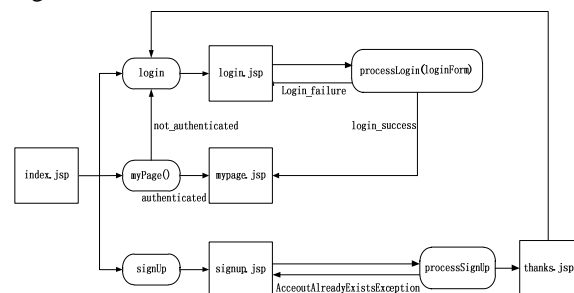 login
login.jsp
processLogin(loginForm)
Login_failure
not_authenticated
login_success
index.jsp
myPage()
mypage.jsp
authenticated
signUp
signup.jsp
processSignUp
thanks.jsp
AcceoutAlreadyExistsException